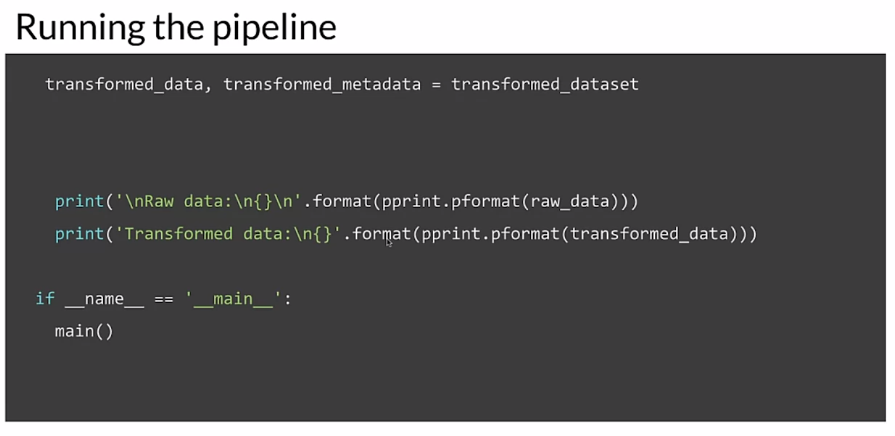 Running the pipeline
transformed_data, transformed_metadata = transformed_dataset
print('\nRaw data:\n{}\n'.format(pprint.pformat(raw_data)))
print('Transformed data:\n{}'.format(pprint.pformat(transformed_data)))
if __name__ == '__main__':
main()